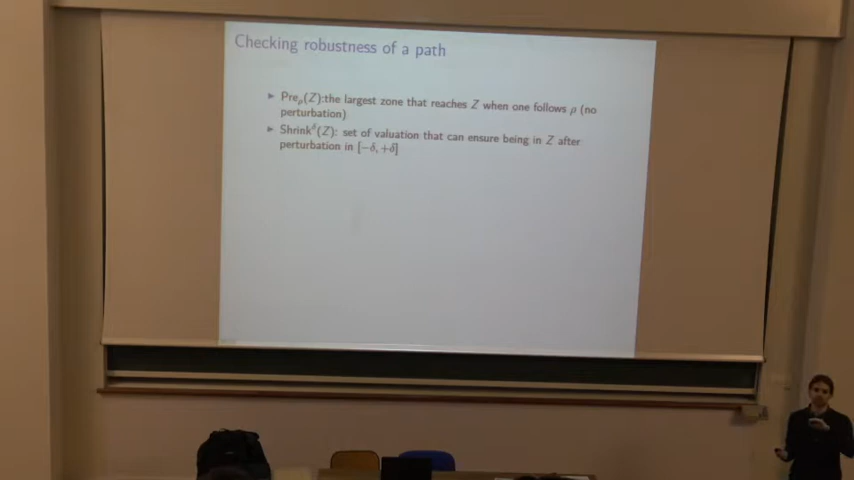 Checking robustness of a path
▶ Pre_ρ(Z):the largest zone that reaches Z when one follows ρ (no
perturbation)
▶ Shrink^δ(Z): set of valuation that can ensure being in Z after
perturbation in [−δ, +δ]